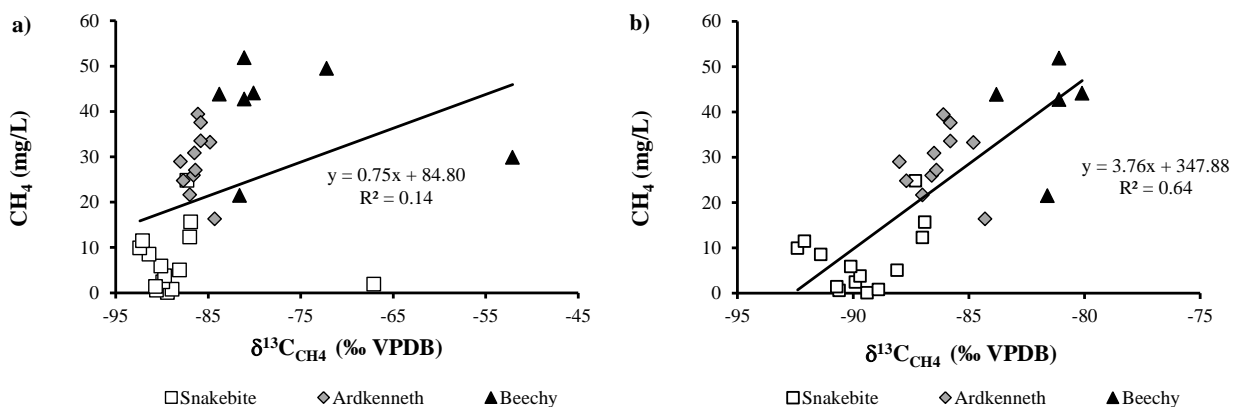 a)
60
50
40
30
20
10
0
CH4 (mg/L)
y = 0.75x + 84.80
R² = 0.14
-95 -85 -75 -65 -55 -45
δ13CCH4 (‰ VPDB)
Snakebite Ardkenneth Beechy
b)
60
50
40
30
20
10
0
CH4 (mg/L)
y = 3.76x + 347.88
R² = 0.64
-95 -90 -85 -80 -75
δ13CCH4 (‰ VPDB)
Snakebite Ardkenneth Beechy